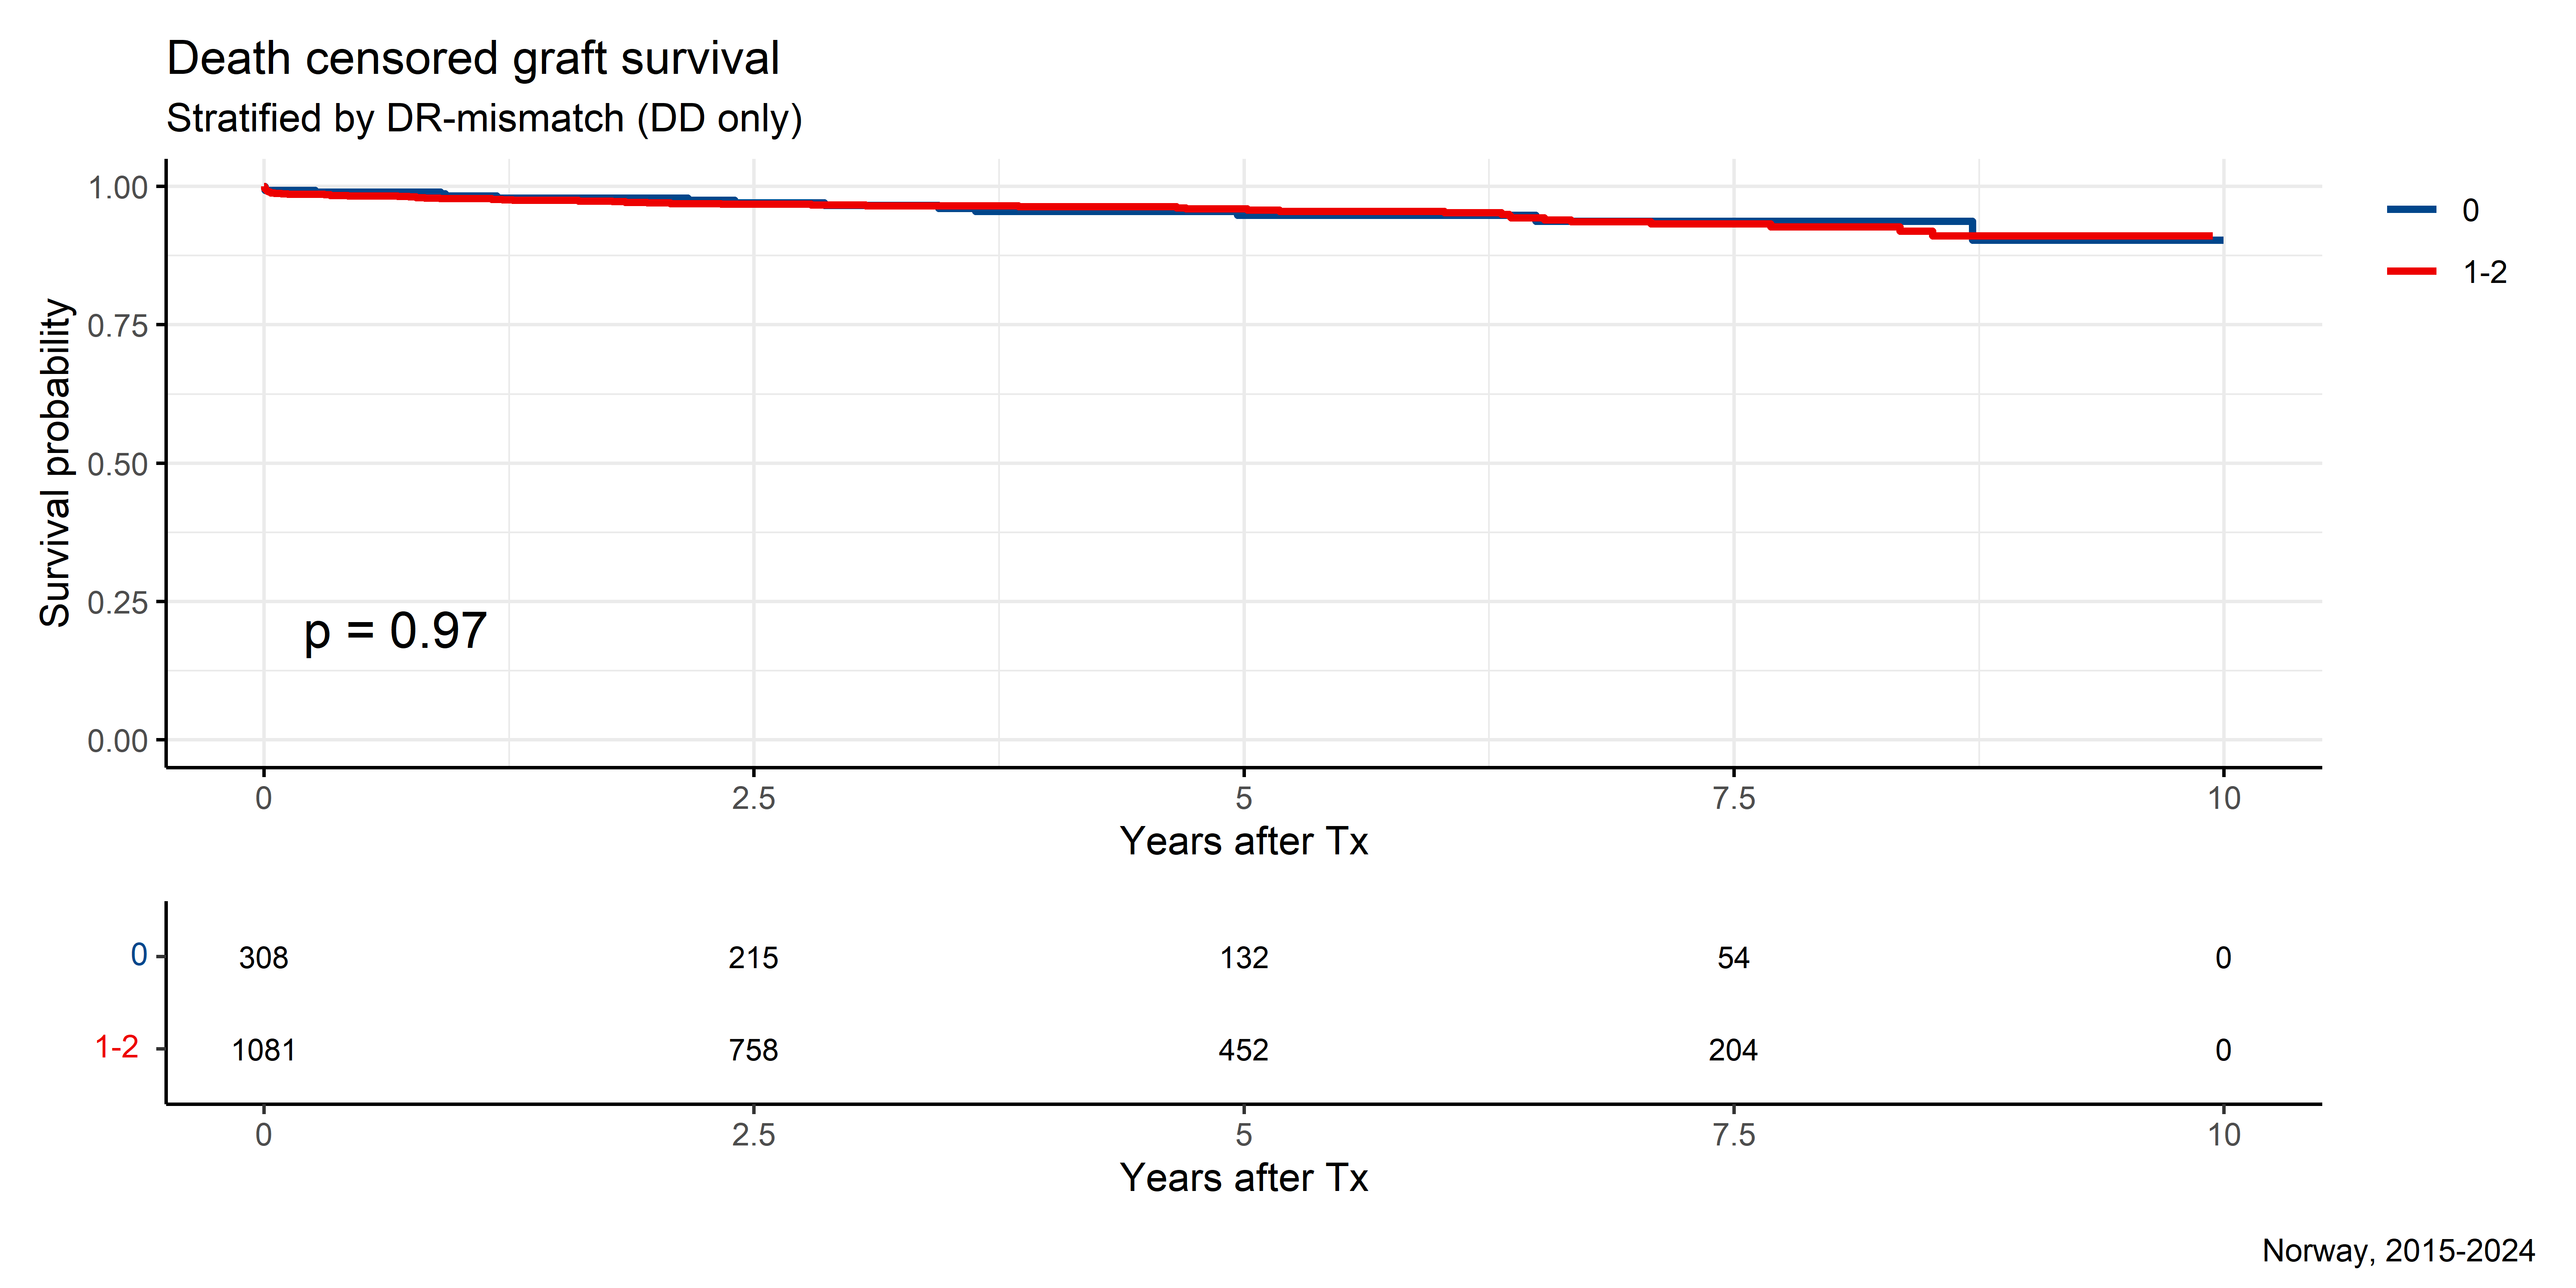 Death censored graft survival
Stratified by DR-mismatch (DD only)
Survival probability
1.00
0.75
0.50
0.25
0.00
p = 0.97
0
1-2
0 2.5 5 7.5 10
Years after Tx
0 308 215 132 54 0
1-2 1081 758 452 204 0
0 2.5 5 7.5 10
Years after Tx
Norway, 2015-2024